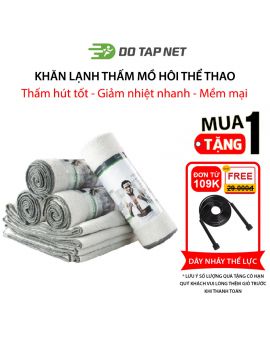 DO TAP NET
KHĂN LẠNH THẤM MỒ HÔI THỂ THAO
Thấm hút tốt - Giảm nhiệt nhanh - Mềm mại
MUA 1
TẶNG
ĐƠN TỪ
109K
FREE
29.000đ
DÂY NHẢY THỂ LỰC
* LƯU Ý SỐ LƯỢNG QUÀ TẶNG CÓ HẠN
QUÝ KHÁCH VUI LÒNG THÊM GIỎ TRƯỚC
KHI THANH TOÁN